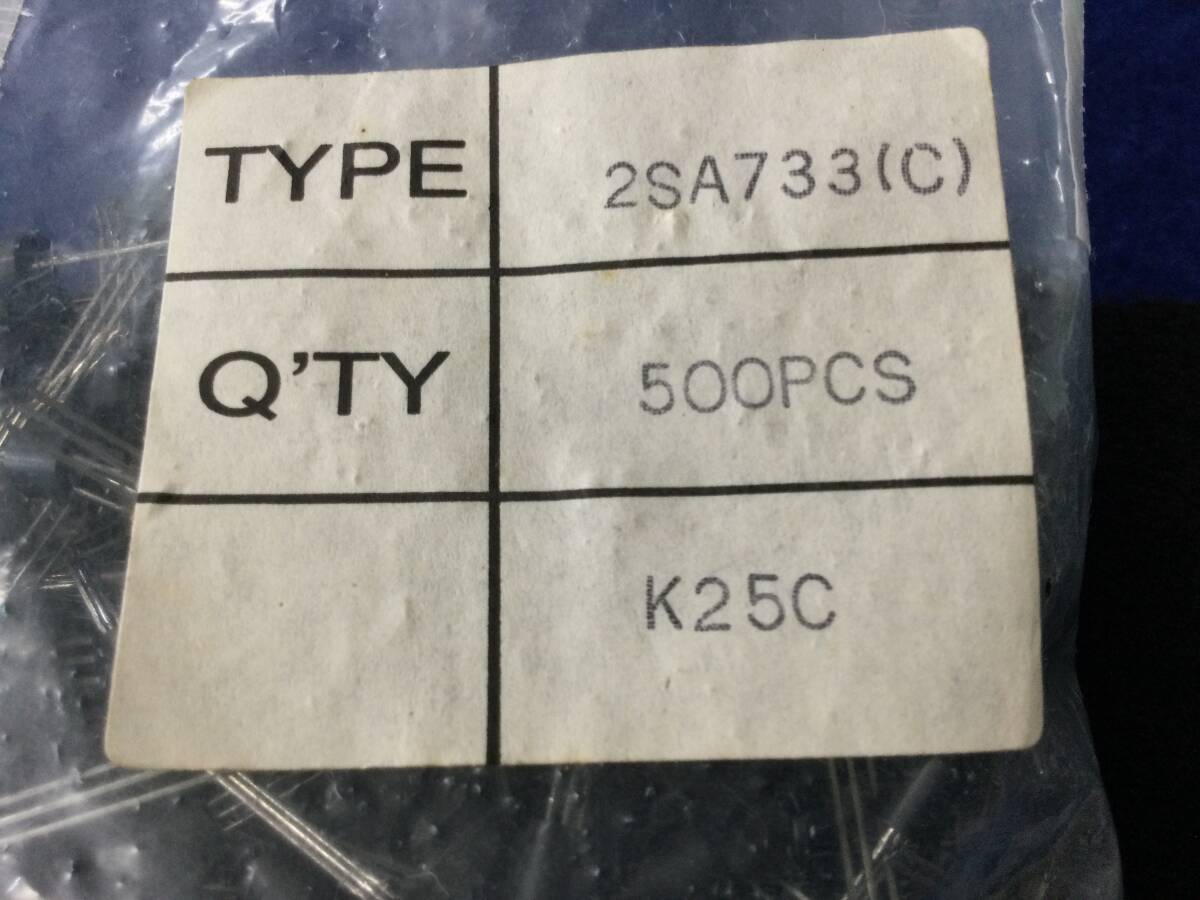 TYPE 2SA733(C)
Q'TY 500PCS
K25C